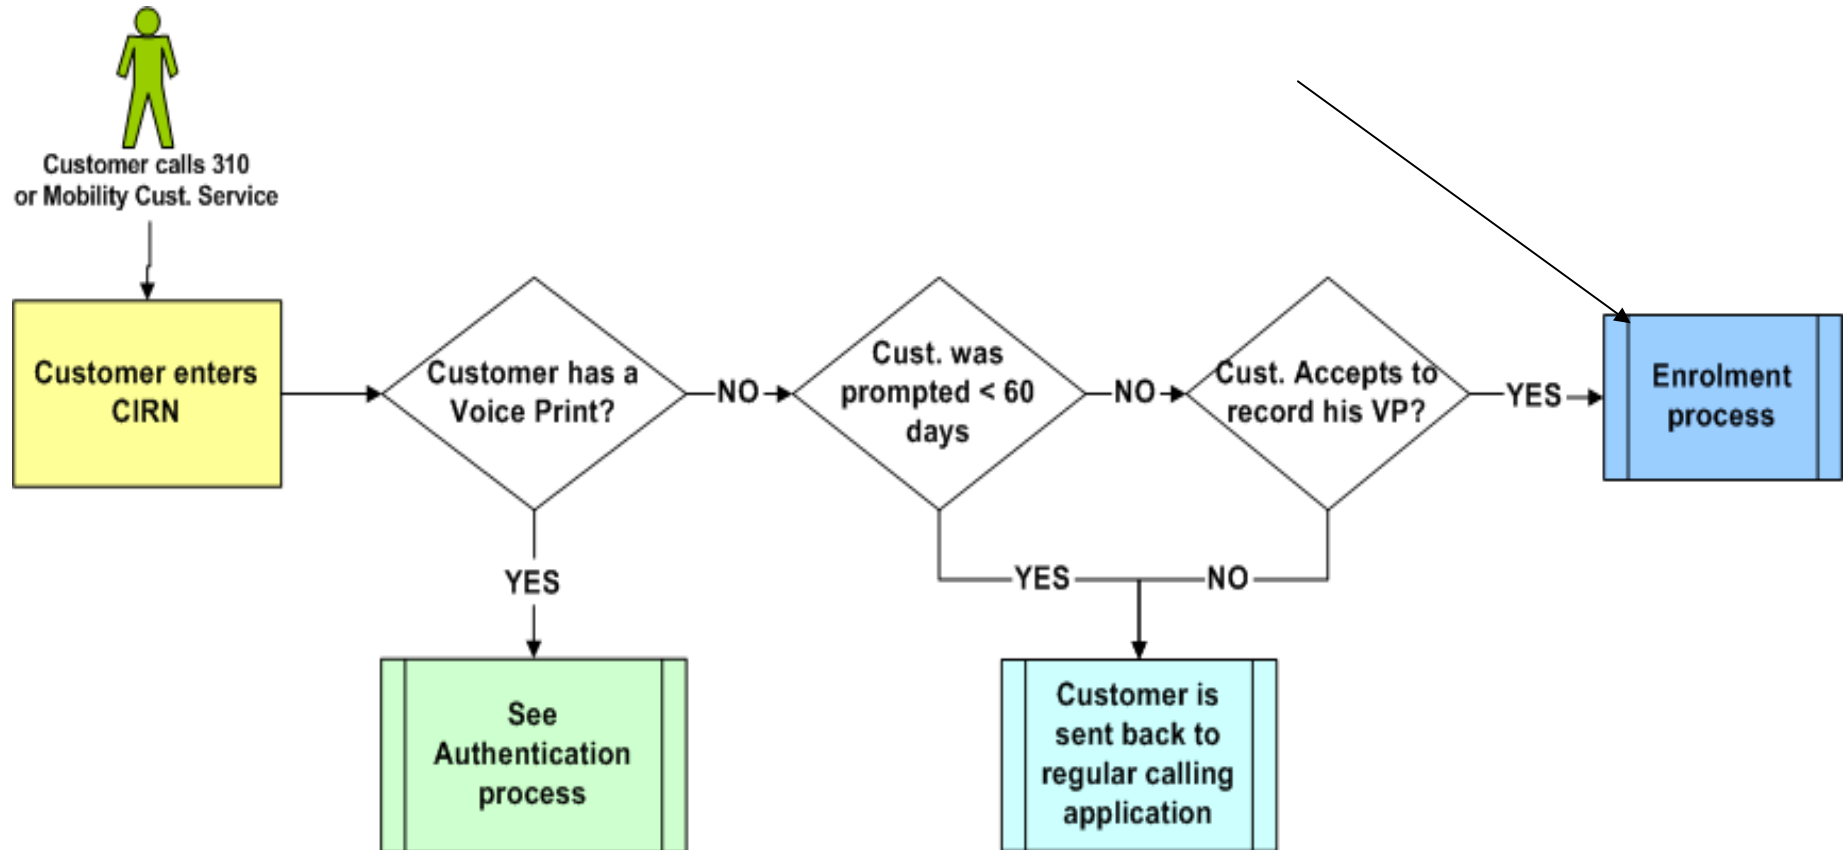 Customer calls 310
or Mobility Cust. Service
Customer enters
CIRN
Customer has a
Voice Print?
NO
Cust. was
prompted < 60
days
NO
Cust. Accepts to
record his VP?
YES
Enrolment
process
YES
YES
NO
See
Authentication
process
Customer is
sent back to
regular calling
application